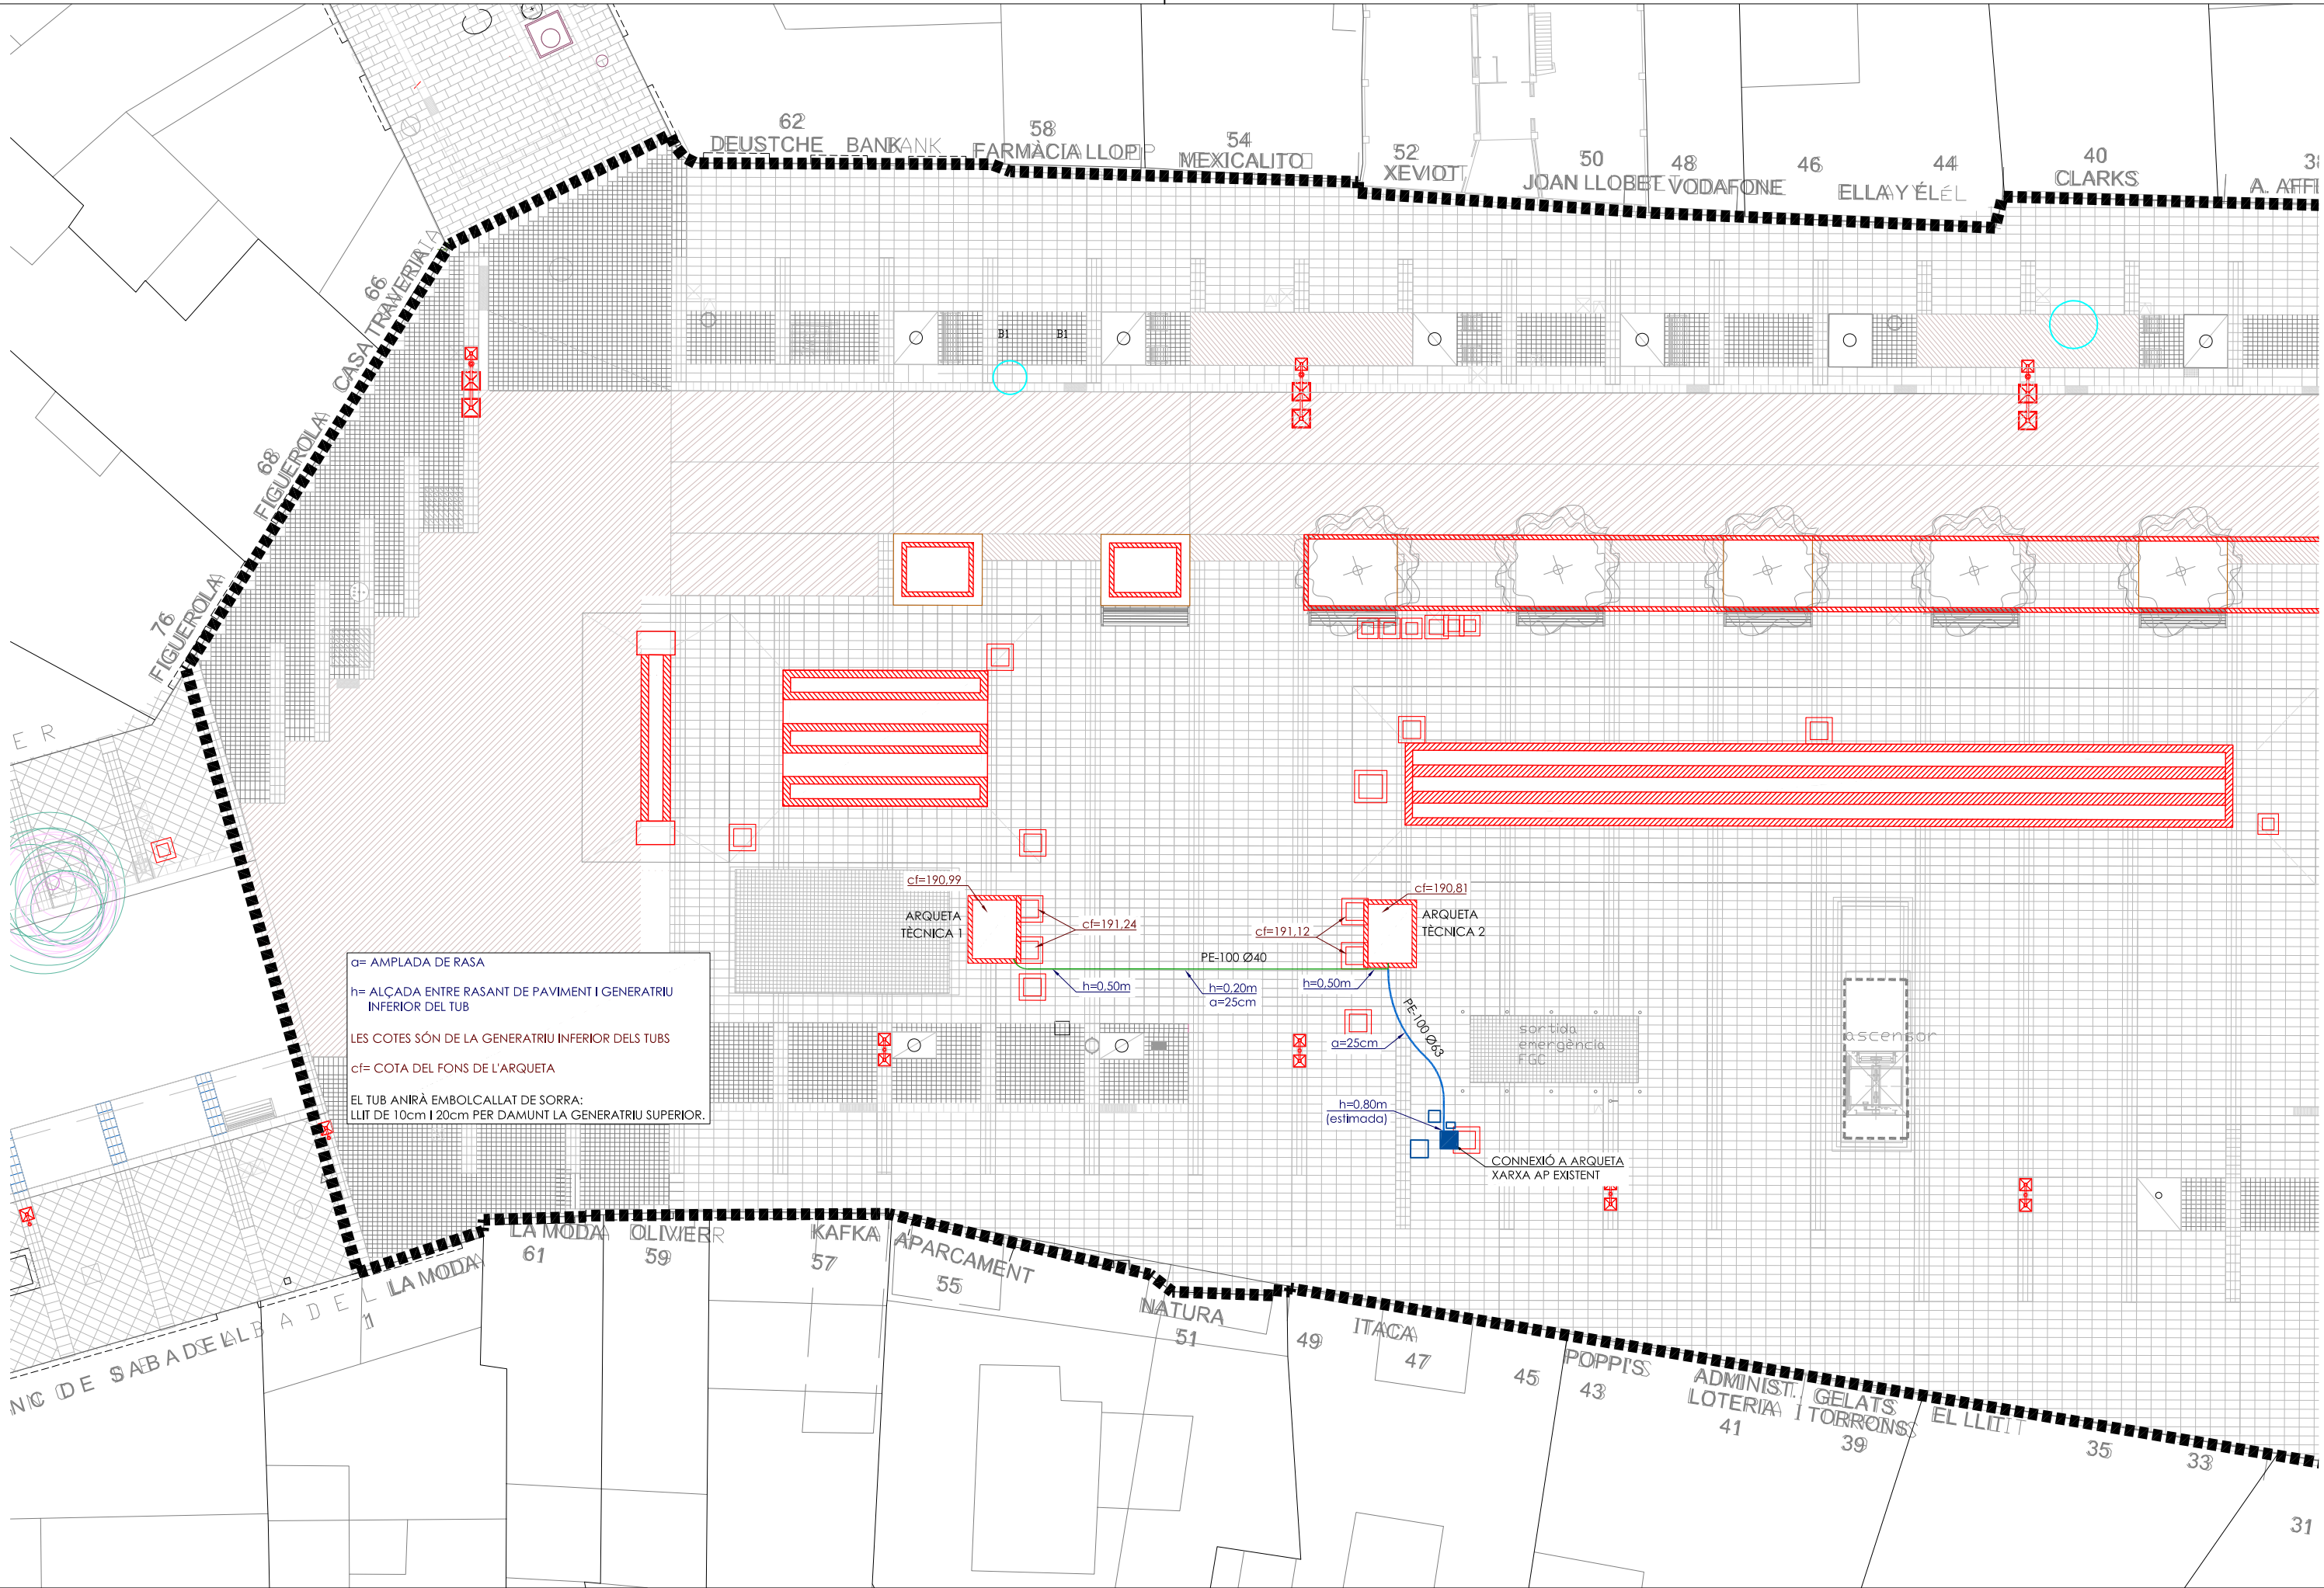 62
DEUSTCHE BANK
58
FARMÀCIA LLOP
54
MEXICALITO
52
XEVIOT
50
JOAN LLOBET
48
VODAFONE
46
44
ELLA Y ÉL
40
CLARKS
A. AFFE
66
CASA TRAVERIA
68
FIGUEROLA
76
FIGUEROLA
E R
B1
B1
cf=190,99
ARQUETA
TÈCNICA 1
cf=191,24
cf=190,81
ARQUETA
TÈCNICA 2
cf=191,12
PE-100 Ø40
h=0,50m
h=0,20m
a=25cm
h=0,50m
PE-100 Ø63
a=25cm
h=0,80m
(estimada)
CONNEXIÓ A ARQUETA
XARXA AP EXISTENT
sortida
emergència
FGC
ascensor
a= AMPLADA DE RASA
h= ALÇADA ENTRE RASANT DE PAVIMENT I GENERATRIU
INFERIOR DEL TUB
LES COTES SÓN DE LA GENERATRIU INFERIOR DELS TUBS
cf= COTA DEL FONS DE L'ARQUETA
EL TUB ANIRÀ EMBOLCALLAT DE SORRA:
LLIT DE 10cm I 20cm PER DAMUNT LA GENERATRIU SUPERIOR.
NC DE SABADELL
1
LA MODA
LA MODA
61
OLIVIER
59
KAFKA
57
APARCAMENT
55
NATURA
51
49
ITACA
47
45
POPPI'S
43
ADMINIST.
LOTERIA
41
GELATS
I TORRONS
39
EL LLIT
35
33
31